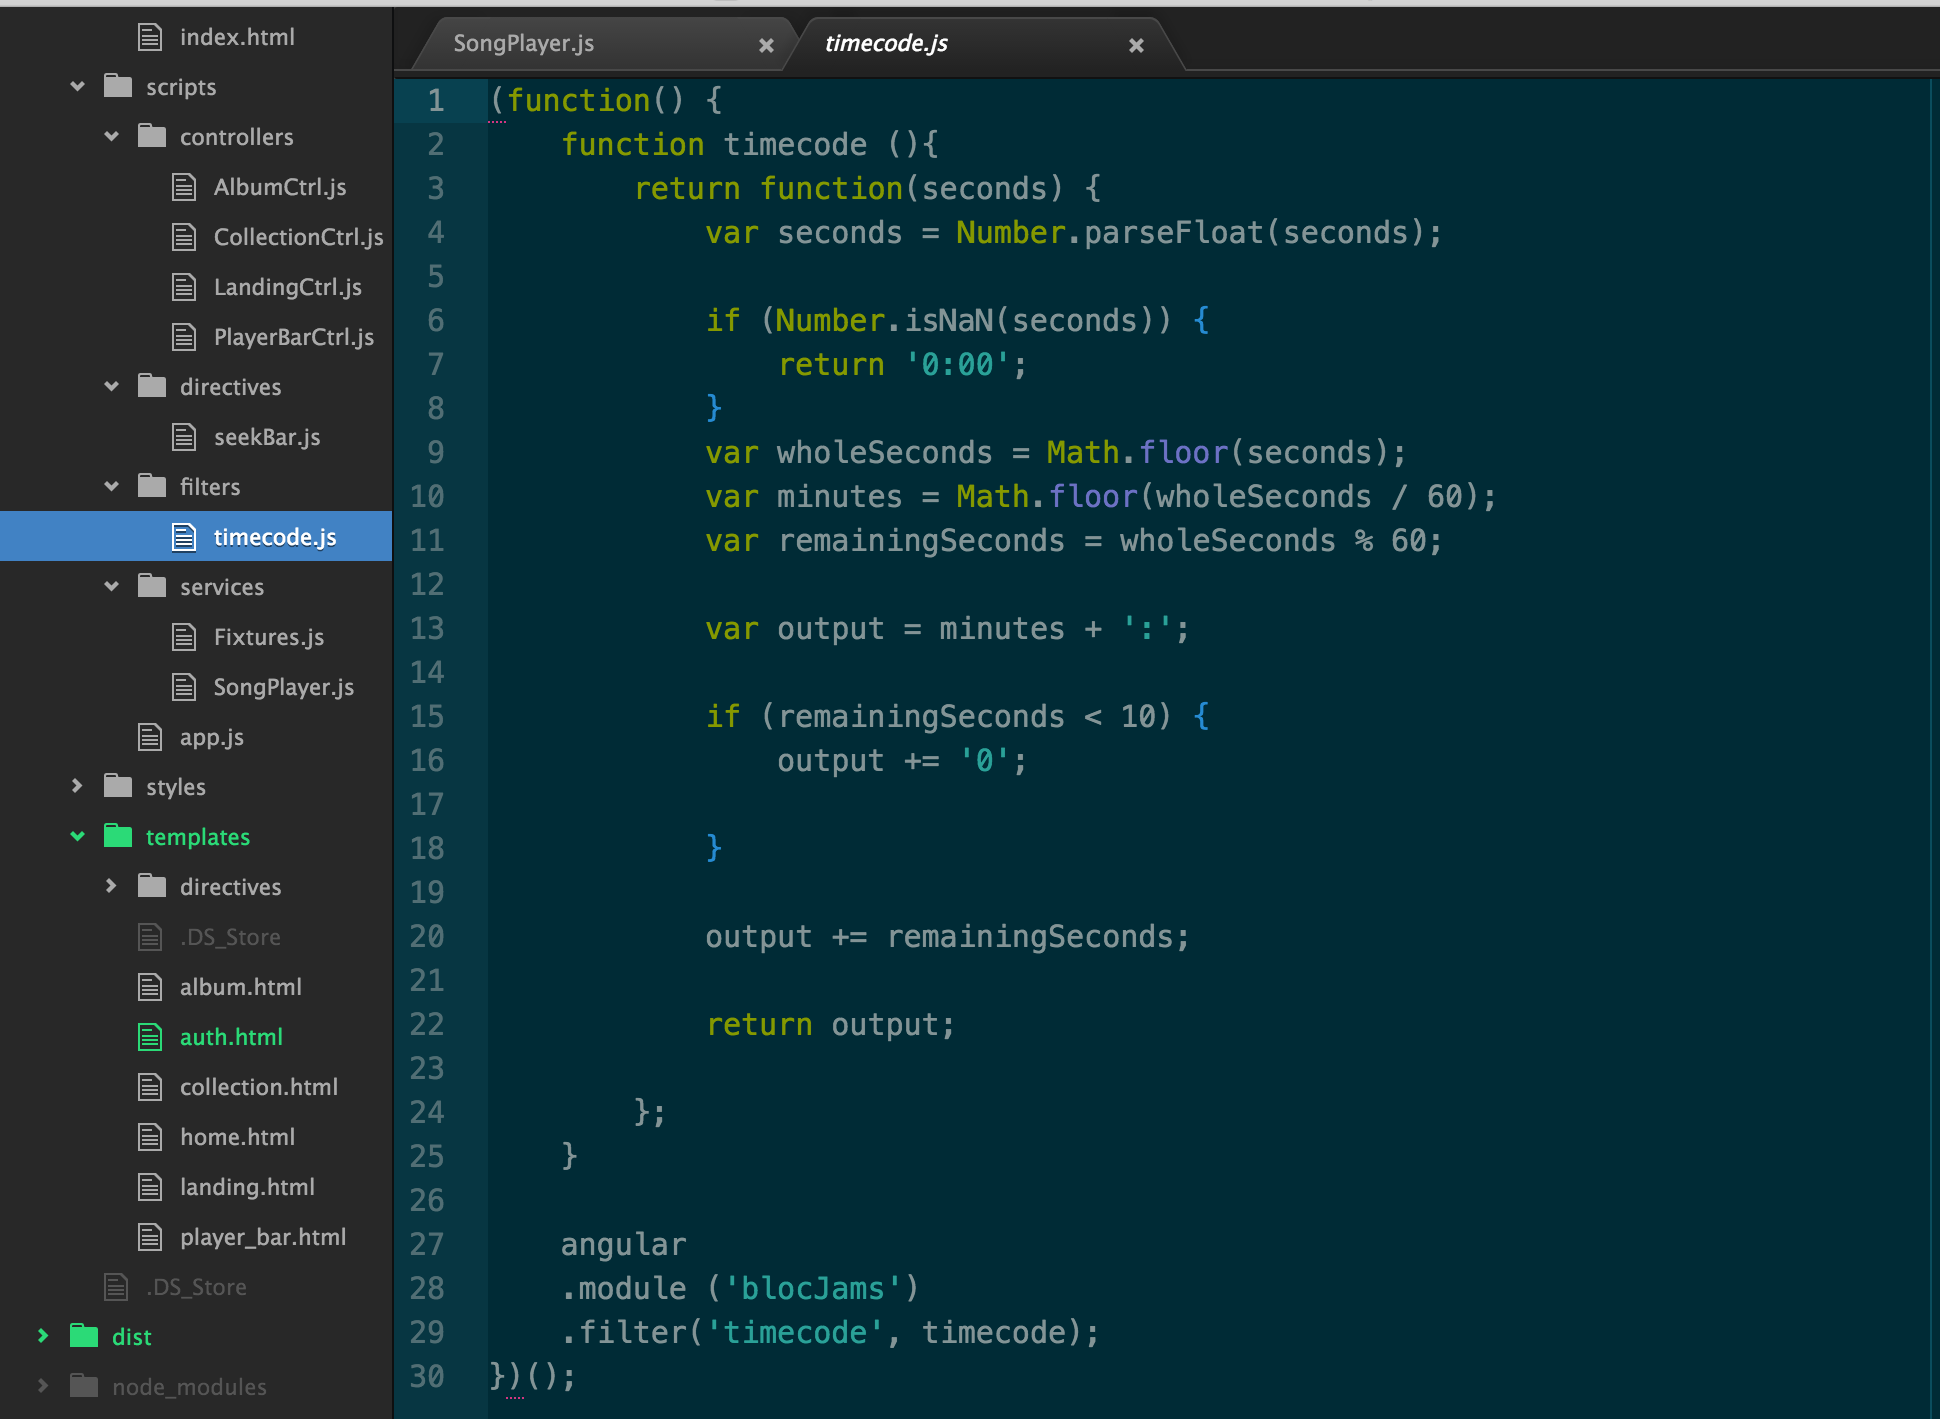 index.html
scripts
controllers
AlbumCtrl.js
CollectionCtrl.js
LandingCtrl.js
PlayerBarCtrl.js
directives
seekBar.js
filters
timecode.js
services
Fixtures.js
SongPlayer.js
app.js
styles
templates
directives
.DS_Store
album.html
auth.html
collection.html
home.html
landing.html
player_bar.html
.DS_Store
dist
node_modules
SongPlayer.js
timecode.js
1 (function() {
2     function timecode (){
3         return function(seconds) {
4             var seconds = Number.parseFloat(seconds);
5
6             if (Number.isNaN(seconds)) {
7                 return '0:00';
8             }
9             var wholeSeconds = Math.floor(seconds);
10             var minutes = Math.floor(wholeSeconds / 60);
11             var remainingSeconds = wholeSeconds % 60;
12
13             var output = minutes + ':';
14
15             if (remainingSeconds < 10) {
16                 output += '0';
17
18             }
19
20             output += remainingSeconds;
21
22             return output;
23
24         };
25     }
26
27     angular
28     .module ('blocJams')
29     .filter('timecode', timecode);
30 })();